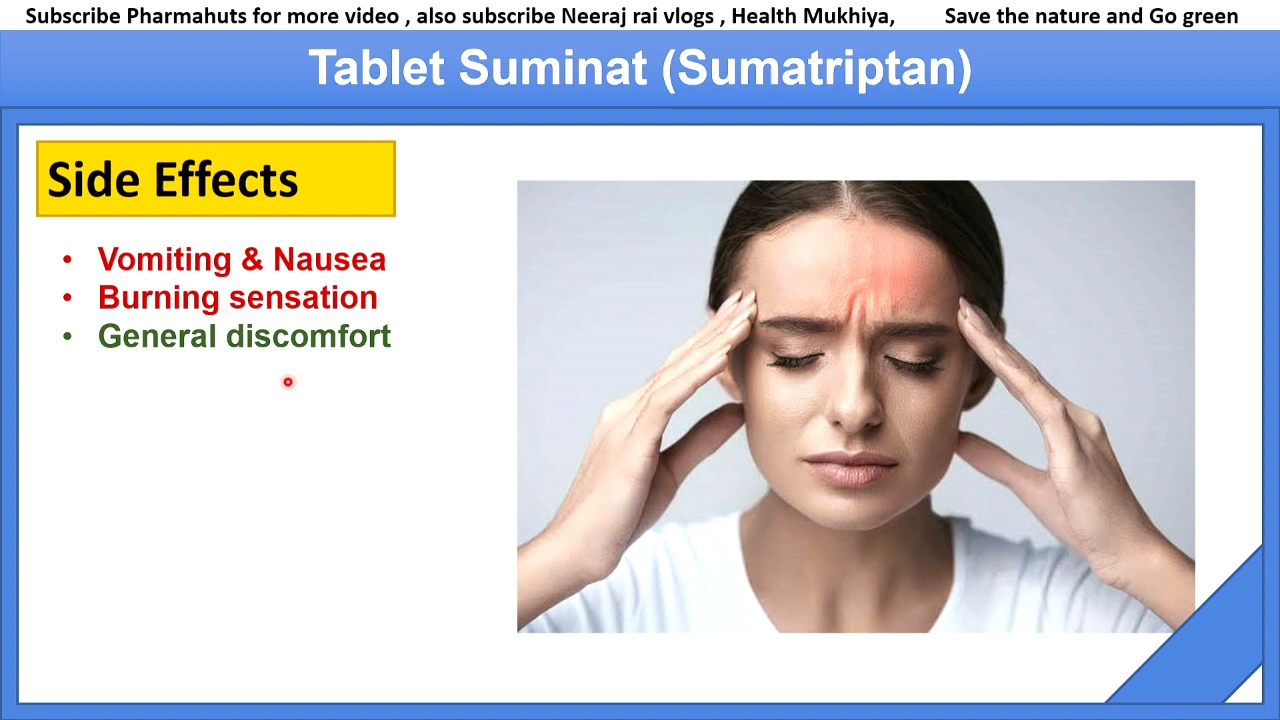 Subscribe Pharmahuts for more video , also subscribe Neeraj rai vlogs , Health Mukhiya, Save the nature and Go green
Tablet Suminat (Sumatriptan)
Side Effects
• Vomiting & Nausea
• Burning sensation
• General discomfort